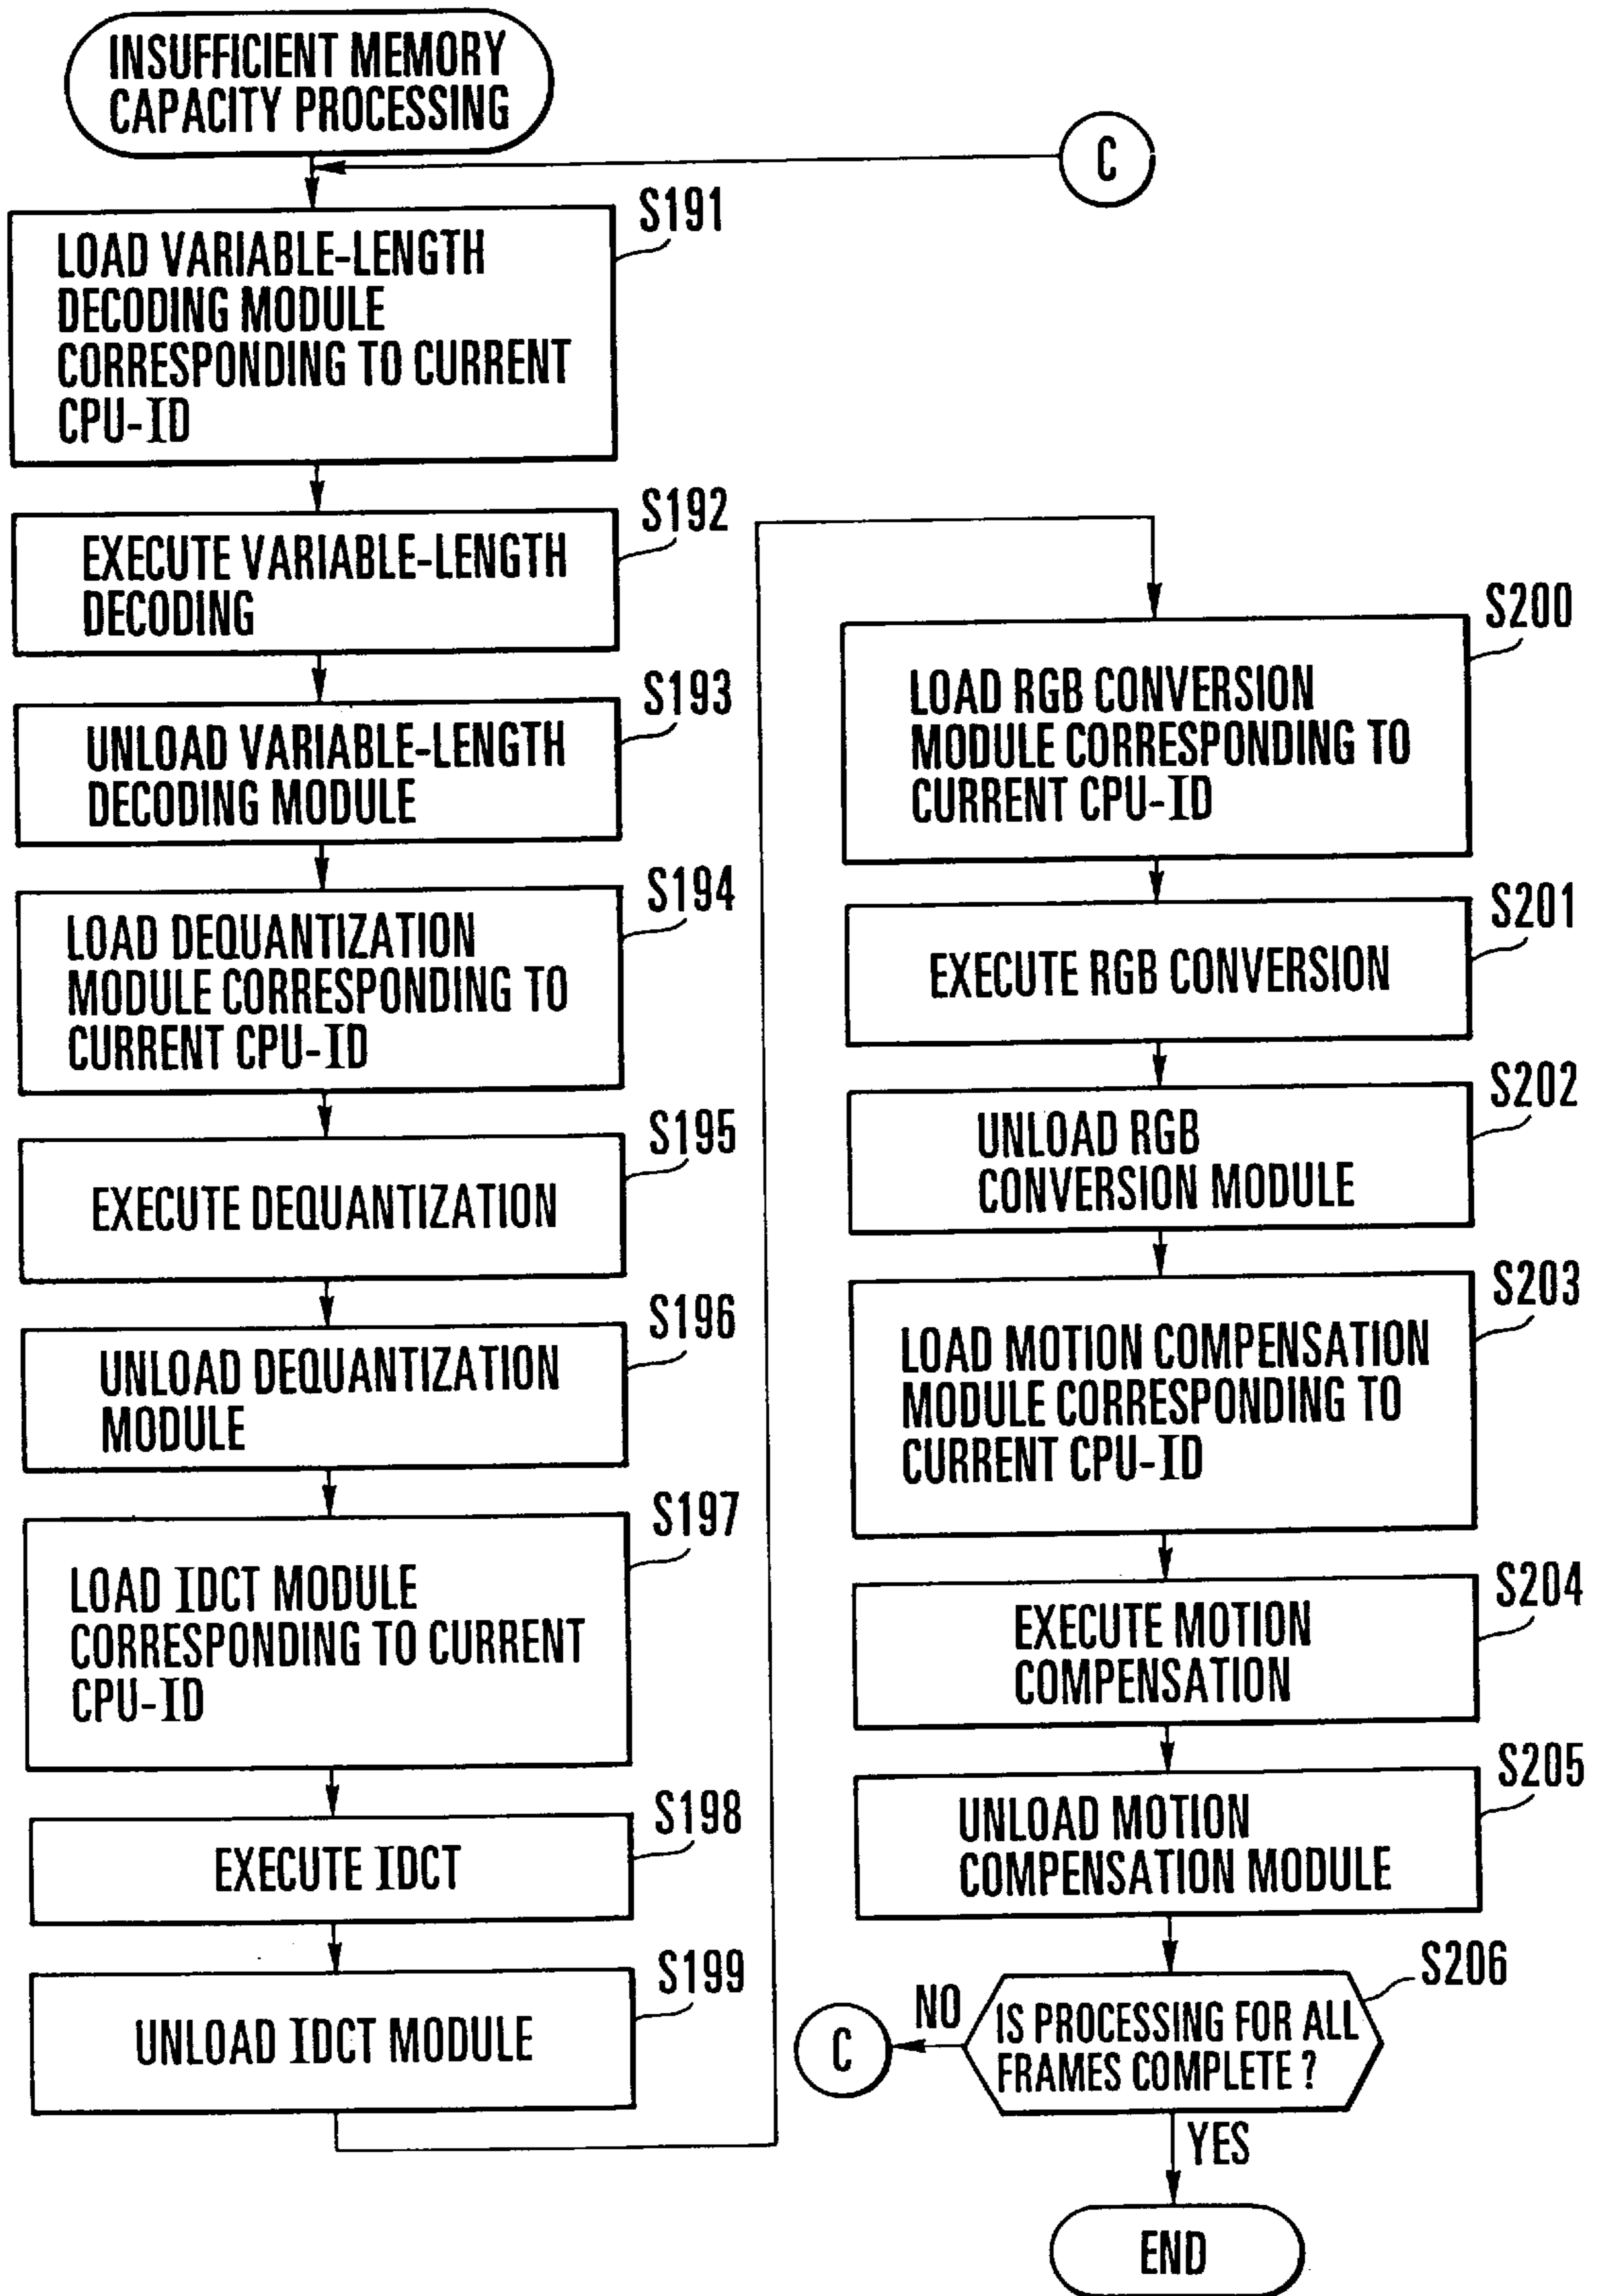 INSUFFICIENT MEMORY
CAPACITY PROCESSING
C
S191
LOAD VARIABLE-LENGTH
DECODING MODULE
CORRESPONDING TO CURRENT
CPU-ID
S192
EXECUTE VARIABLE-LENGTH
DECODING
S193
UNLOAD VARIABLE-LENGTH
DECODING MODULE
S194
LOAD DEQUANTIZATION
MODULE CORRESPONDING TO
CURRENT CPU-ID
S195
EXECUTE DEQUANTIZATION
S196
UNLOAD DEQUANTIZATION
MODULE
S197
LOAD IDCT MODULE
CORRESPONDING TO CURRENT
CPU-ID
S198
EXECUTE IDCT
S199
UNLOAD IDCT MODULE
S200
LOAD RGB CONVERSION
MODULE CORRESPONDING TO
CURRENT CPU-ID
S201
EXECUTE RGB CONVERSION
S202
UNLOAD RGB
CONVERSION MODULE
S203
LOAD MOTION COMPENSATION
MODULE CORRESPONDING TO
CURRENT CPU-ID
S204
EXECUTE MOTION
COMPENSATION
S205
UNLOAD MOTION
COMPENSATION MODULE
S206
IS PROCESSING FOR ALL
FRAMES COMPLETE ?
NO
C
YES
END